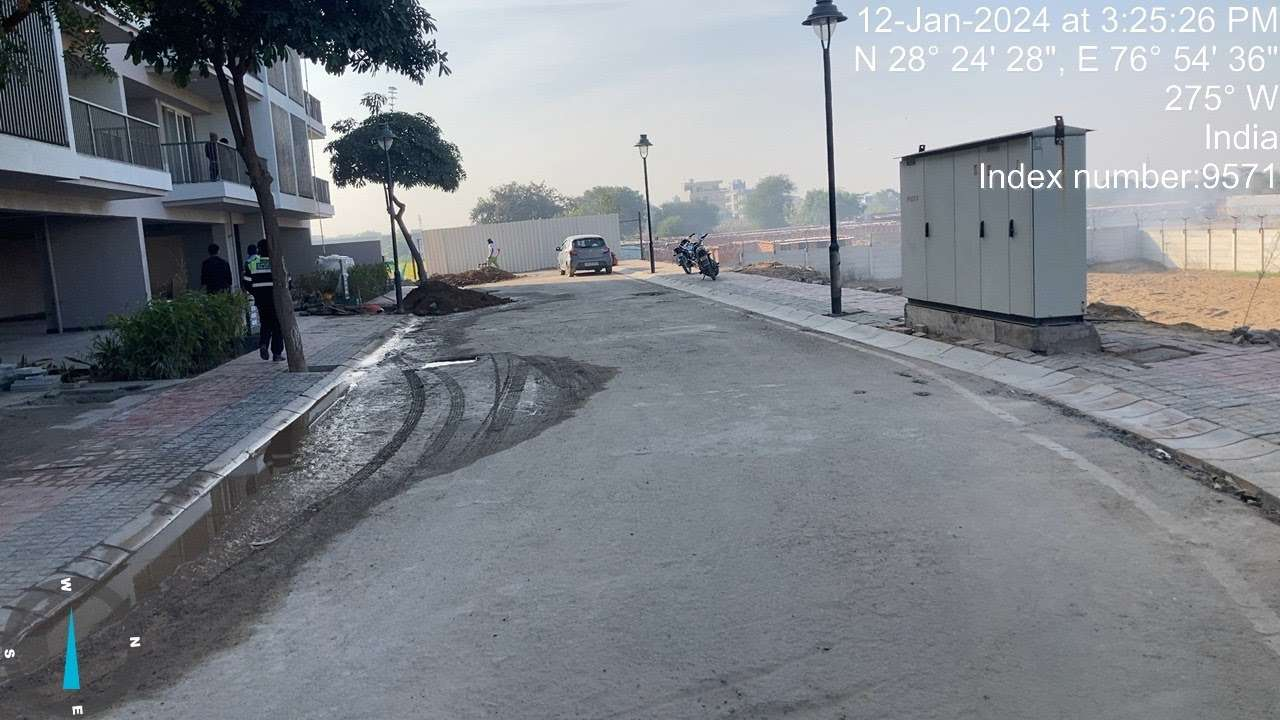 12-Jan-2024 at 3:25:26 PM
N 28° 24' 28", E 76° 54' 36"
275° W
India
Index number:9571
W
N
S
E